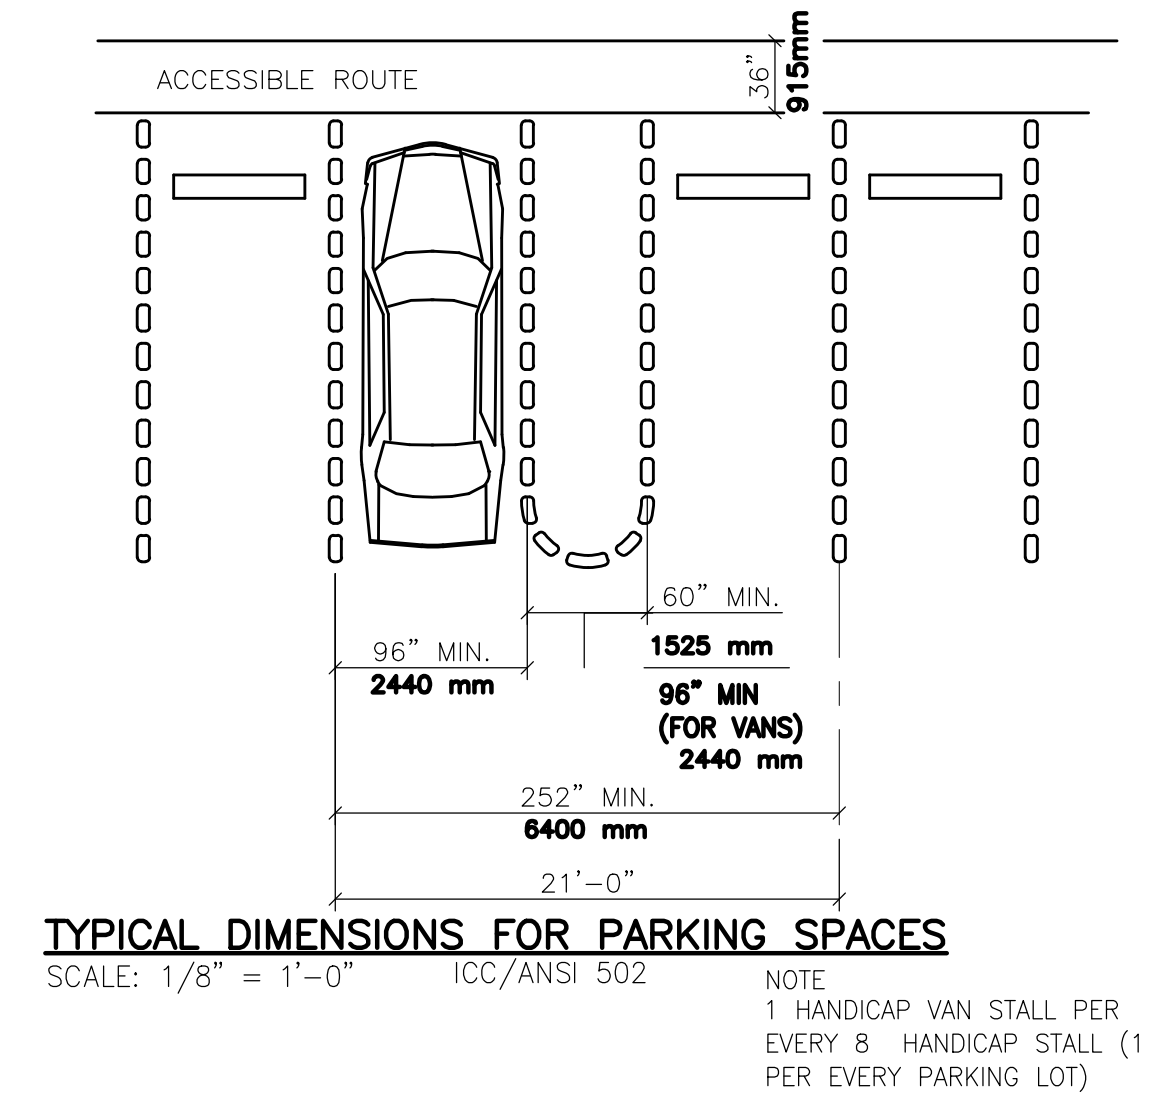 ACCESSIBLE ROUTE
36”
915mm
60” MIN.
1525 mm
96” MIN.
2440 mm
96” MIN
(FOR VANS)
2440 mm
252” MIN.
6400 mm
21’-0”
TYPICAL DIMENSIONS FOR PARKING SPACES
SCALE: 1/8” = 1’-0”
ICC/ANSI 502
NOTE
1 HANDICAP VAN STALL PER
EVERY 8 HANDICAP STALL (1
PER EVERY PARKING LOT)